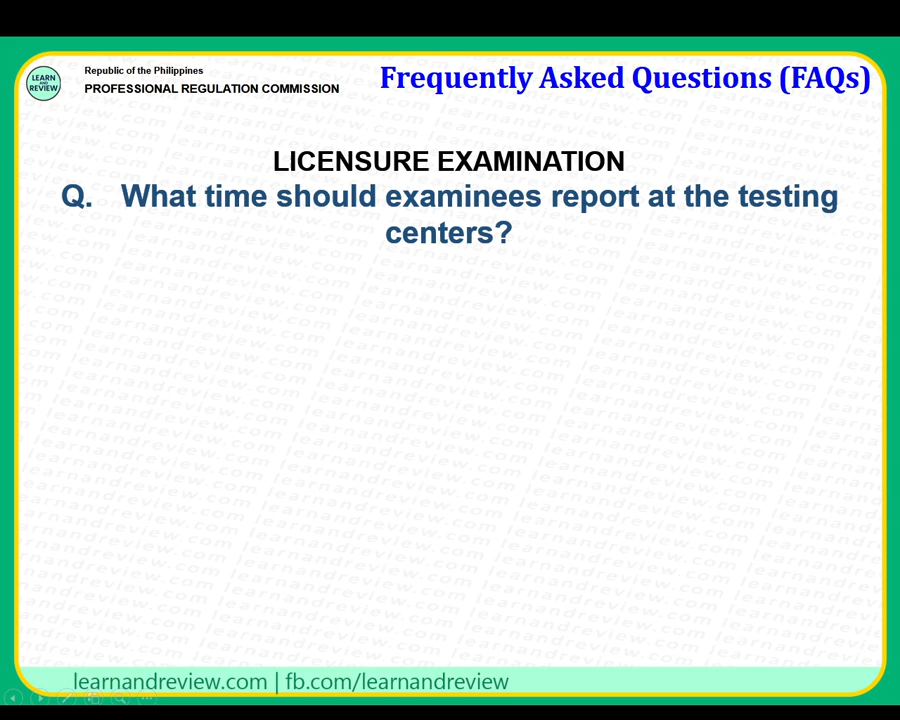 LEARN
AND
REVIEW
Republic of the Philippines
PROFESSIONAL REGULATION COMMISSION
Frequently Asked Questions (FAQs)
LICENSURE EXAMINATION
Q. What time should examinees report at the testing
centers?
learnandreview.com | fb.com/learnandreview